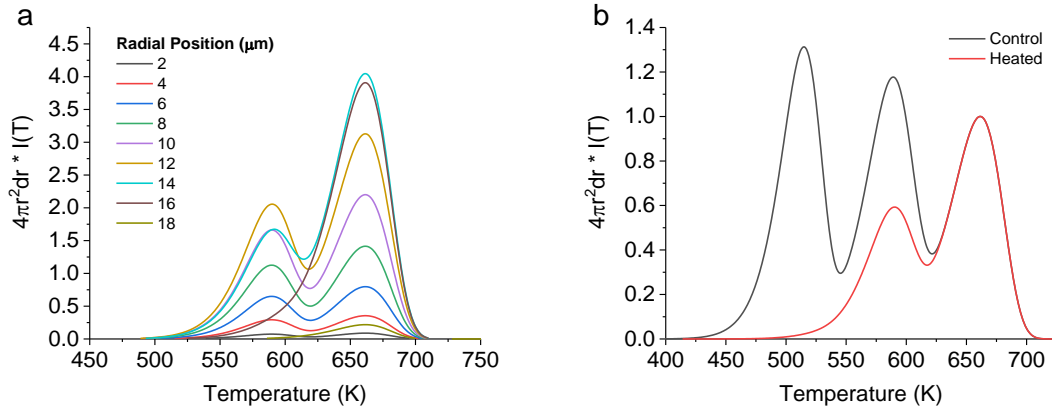 a
4πr²dr * I(T)
4.5
4.0
3.5
3.0
2.5
2.0
1.5
1.0
0.5
0.0
Radial Position (μm)
2
4
6
8
10
12
14
16
18
450 500 550 600 650 700 750
Temperature (K)
b
4πr²dr * I(T)
1.4
1.2
1.0
0.8
0.6
0.4
0.2
0.0
Control
Heated
400 450 500 550 600 650 700
Temperature (K)